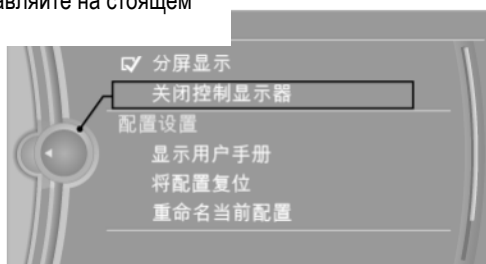 авляйте на стоящем
分屏显示
关闭控制显示器
配置设置
显示用户手册
将配置复位
重命名当前配置